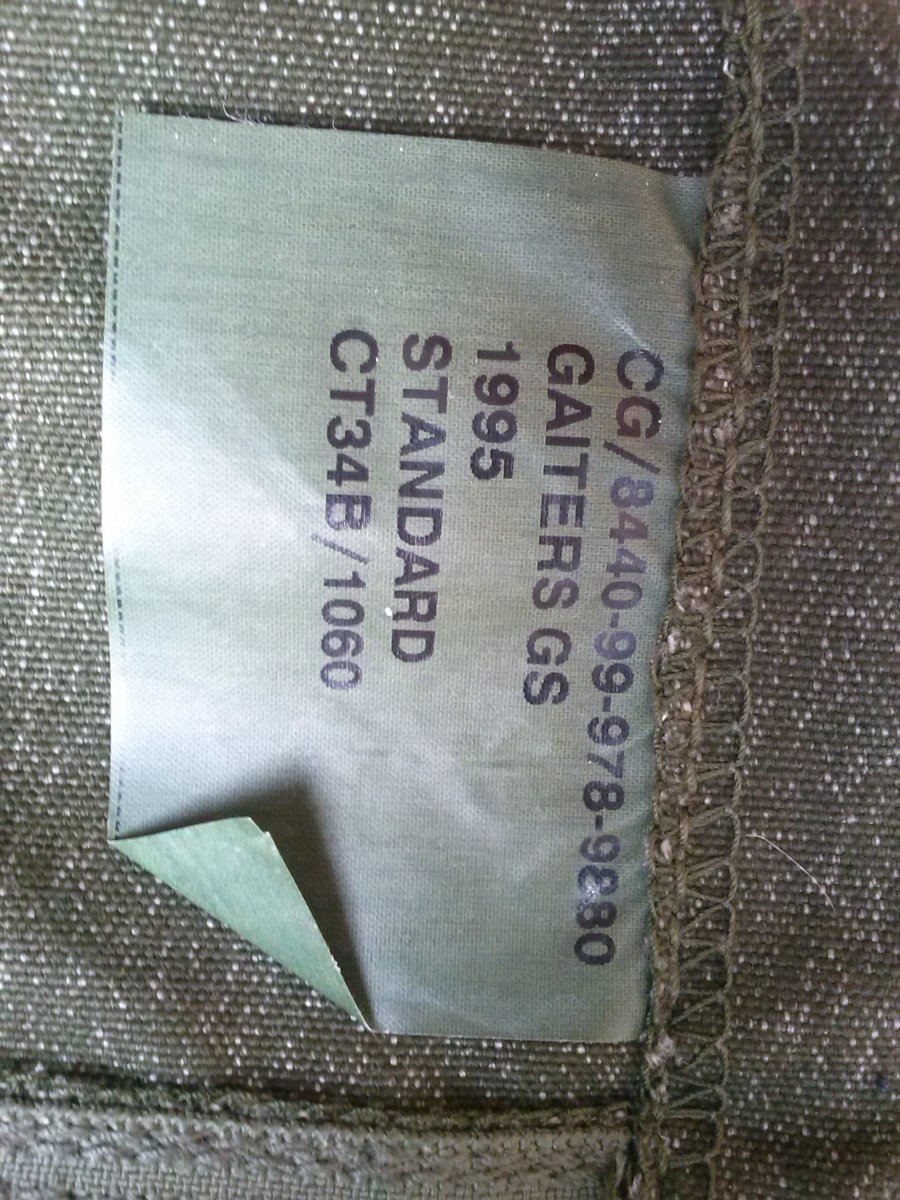 CG/8440-99-978-9880
GAITERS GS
1995
STANDARD
CT34B/1060